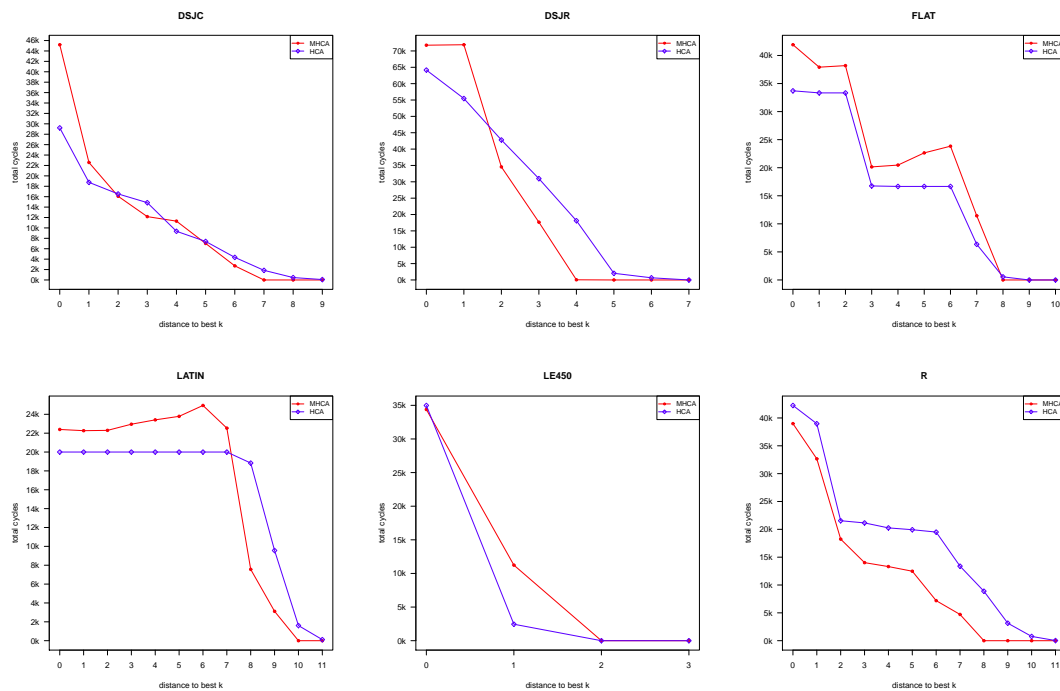 DSJC
46k
44k
42k
40k
38k
36k
34k
32k
30k
28k
26k
24k
22k
20k
18k
16k
14k
12k
10k
8k
6k
4k
2k
0k
total cycles
MHCA
HCA
0 1 2 3 4 5 6 7 8 9
distance to best k
DSJR
70k
65k
60k
55k
50k
45k
40k
35k
30k
25k
20k
15k
10k
5k
0k
total cycles
MHCA
HCA
0 1 2 3 4 5 6 7
distance to best k
FLAT
40k
35k
30k
25k
20k
15k
10k
5k
0k
total cycles
MHCA
HCA
0 1 2 3 4 5 6 7 8 9 10
distance to best k
LATIN
24k
22k
20k
18k
16k
14k
12k
10k
8k
6k
4k
2k
0k
total cycles
MHCA
HCA
0 1 2 3 4 5 6 7 8 9 10 11
distance to best k
LE450
35k
30k
25k
20k
15k
10k
5k
0k
total cycles
MHCA
HCA
0 1 2 3
distance to best k
R
40k
35k
30k
25k
20k
15k
10k
5k
0k
total cycles
MHCA
HCA
0 1 2 3 4 5 6 7 8 9 10 11
distance to best k